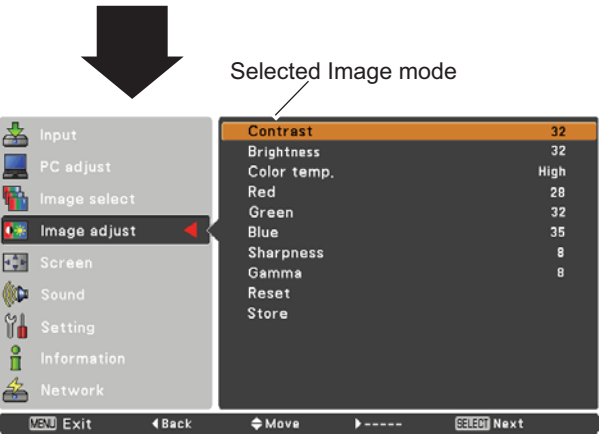 Selected Image mode
Input
PC adjust
Image select
Image adjust
Screen
Sound
Setting
Information
Network
Contrast 32
Brightness 32
Color temp. High
Red 28
Green 32
Blue 35
Sharpness 8
Gamma 8
Reset
Store
MENU Exit Back Move ----- SELECT Next